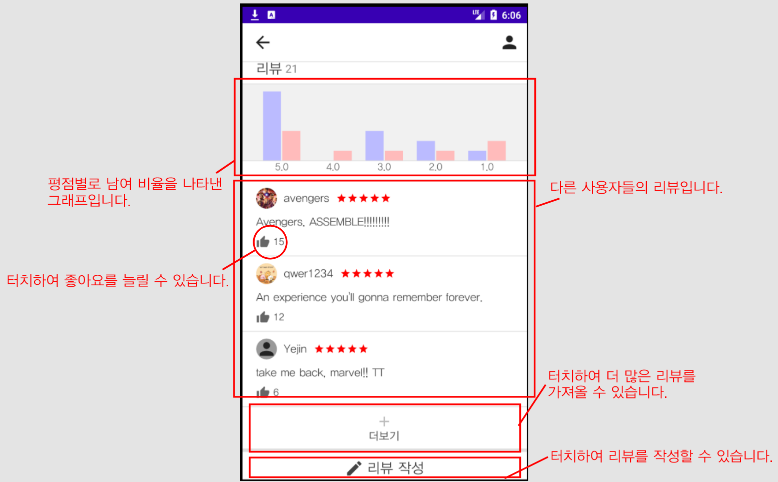 6:06
리뷰 21
5.0 4.0 3.0 2.0 1.0
평점별로 남여 비율을 나타낸
그래프입니다.
다른 사용자들의 리뷰입니다.
avengers ★★★★★
Avengers, ASSEMBLE!!!!!!!!!
15
터치하여 좋아요를 늘릴 수 있습니다.
qwer1234 ★★★★★
An experience you'll gonna remember forever.
12
Yejin ★★★★★
take me back, marvel!! TT
6
터치하여 더 많은 리뷰를
가져올 수 있습니다.
+
더보기
터치하여 리뷰를 작성할 수 있습니다.
리뷰 작성